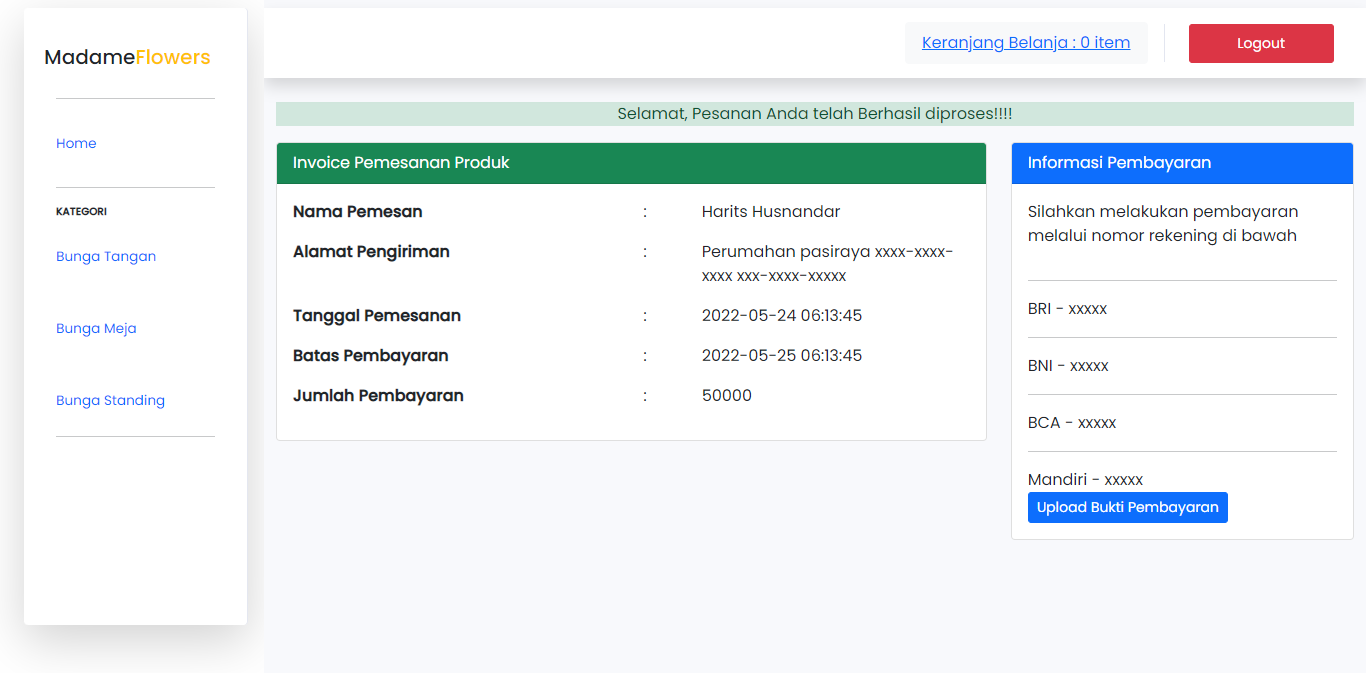 MadameFlowers
Home
KATEGORI
Bunga Tangan
Bunga Meja
Bunga Standing
Keranjang Belanja : 0 item
Logout
Selamat, Pesanan Anda telah Berhasil diproses!!!!
Invoice Pemesanan Produk
Nama Pemesan : Harits Husnandar
Alamat Pengiriman : Perumahan pasiraya xxxx-xxxx-
xxxx xxx-xxxx-xxxxx
Tanggal Pemesanan : 2022-05-24 06:13:45
Batas Pembayaran : 2022-05-25 06:13:45
Jumlah Pembayaran : 50000
Informasi Pembayaran
Silahkan melakukan pembayaran
melalui nomor rekening di bawah
BRI - xxxxx
BNI - xxxxx
BCA - xxxxx
Mandiri - xxxxx
Upload Bukti Pembayaran